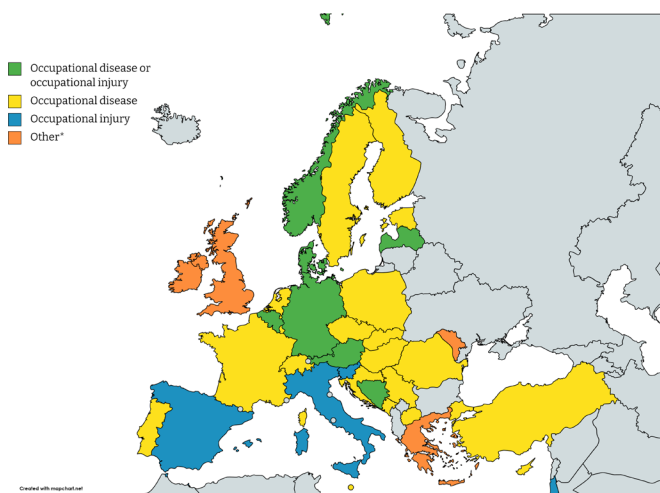 Occupational disease or
occupational injury
Occupational disease
Occupational injury
Other*
Created with mapchart.net